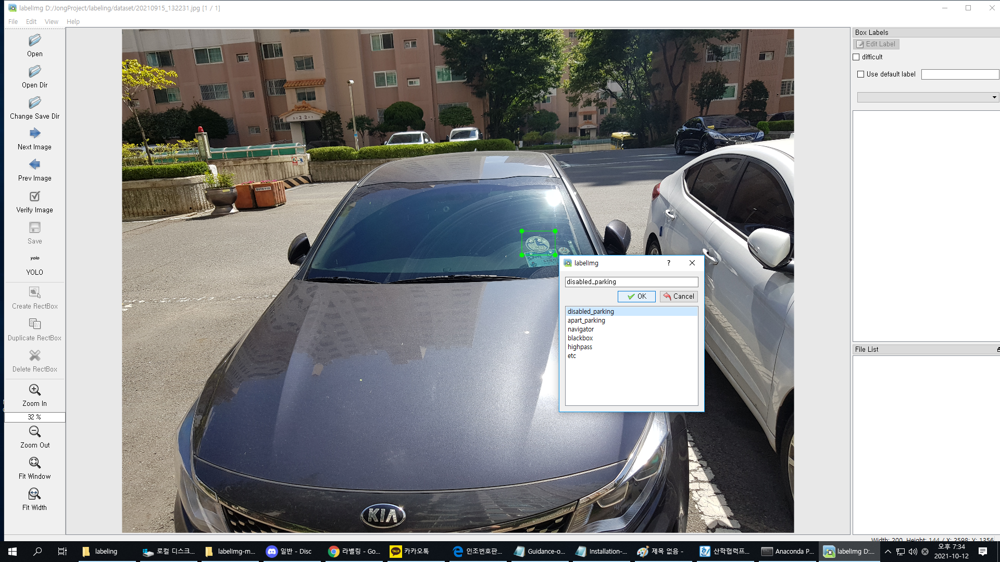 labelImg D:/JongProject/labeling/dataset/20210915_132231.jpg [1 / 1]
File Edit View Help
Open
Open Dir
Change Save Dir
Next Image
Prev Image
Verify Image
Save
yolo
YOLO
Create RectBox
Duplicate RectBox
Delete RectBox
Zoom In
32 %
Zoom Out
Fit Window
Fit Width
KIA
labelImg
?
disabled_parking
OK
Cancel
disabled_parking
apart_parking
navigator
blackbox
highpass
etc
Box Labels
Edit Label
difficult
Use default label
File List
Width: 200, Height: 144 / X: 2598; Y: 1356
labeling
로컬 디스크...
labelImg-m...
일반 - Disc
라벨링 - Go...
TALK
카카오톡
인조번호판...
Guidance-o...
Installation-...
제목 없음 -
산학협력프...
Anaconda P...
labelImg D:...
오후 7:34
2021-10-12